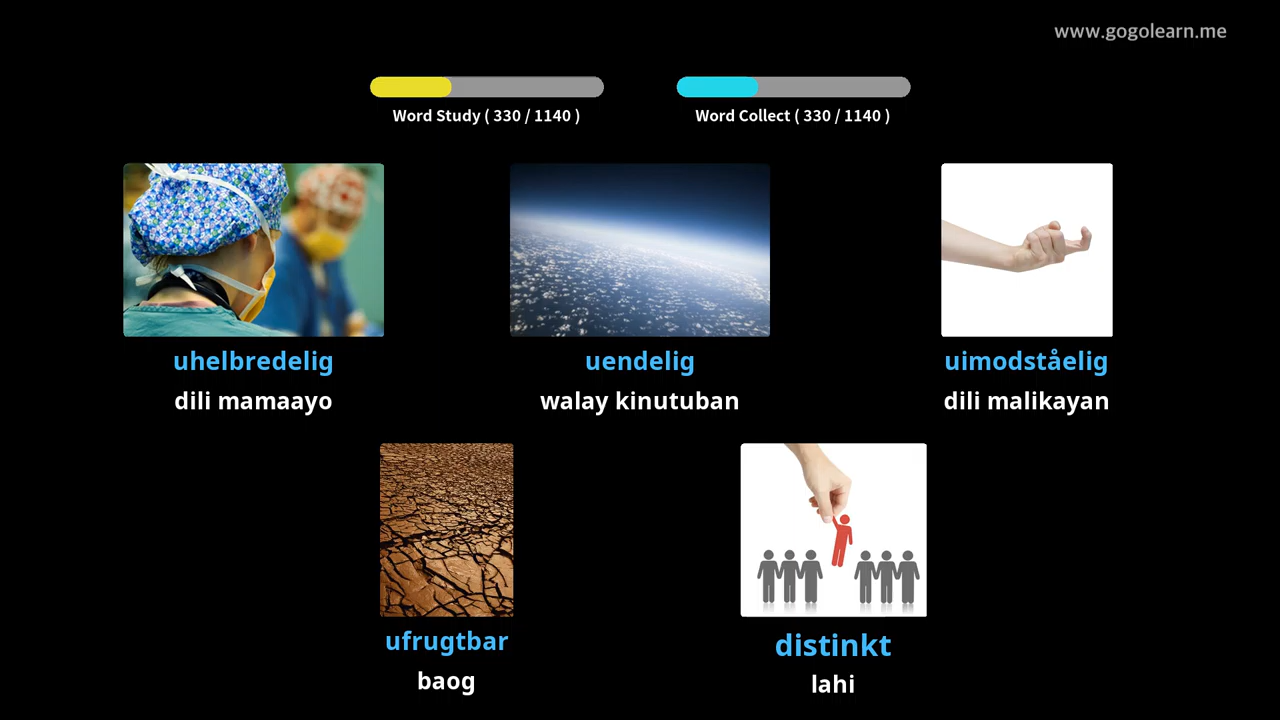 www.gogolearn.me
Word Study ( 330 / 1140 )
Word Collect ( 330 / 1140 )
uhelbredelig
dili mamaayo
uendelig
walay kinutuban
uimodståelig
dili malikayan
ufrugtbar
baog
distinkt
lahi